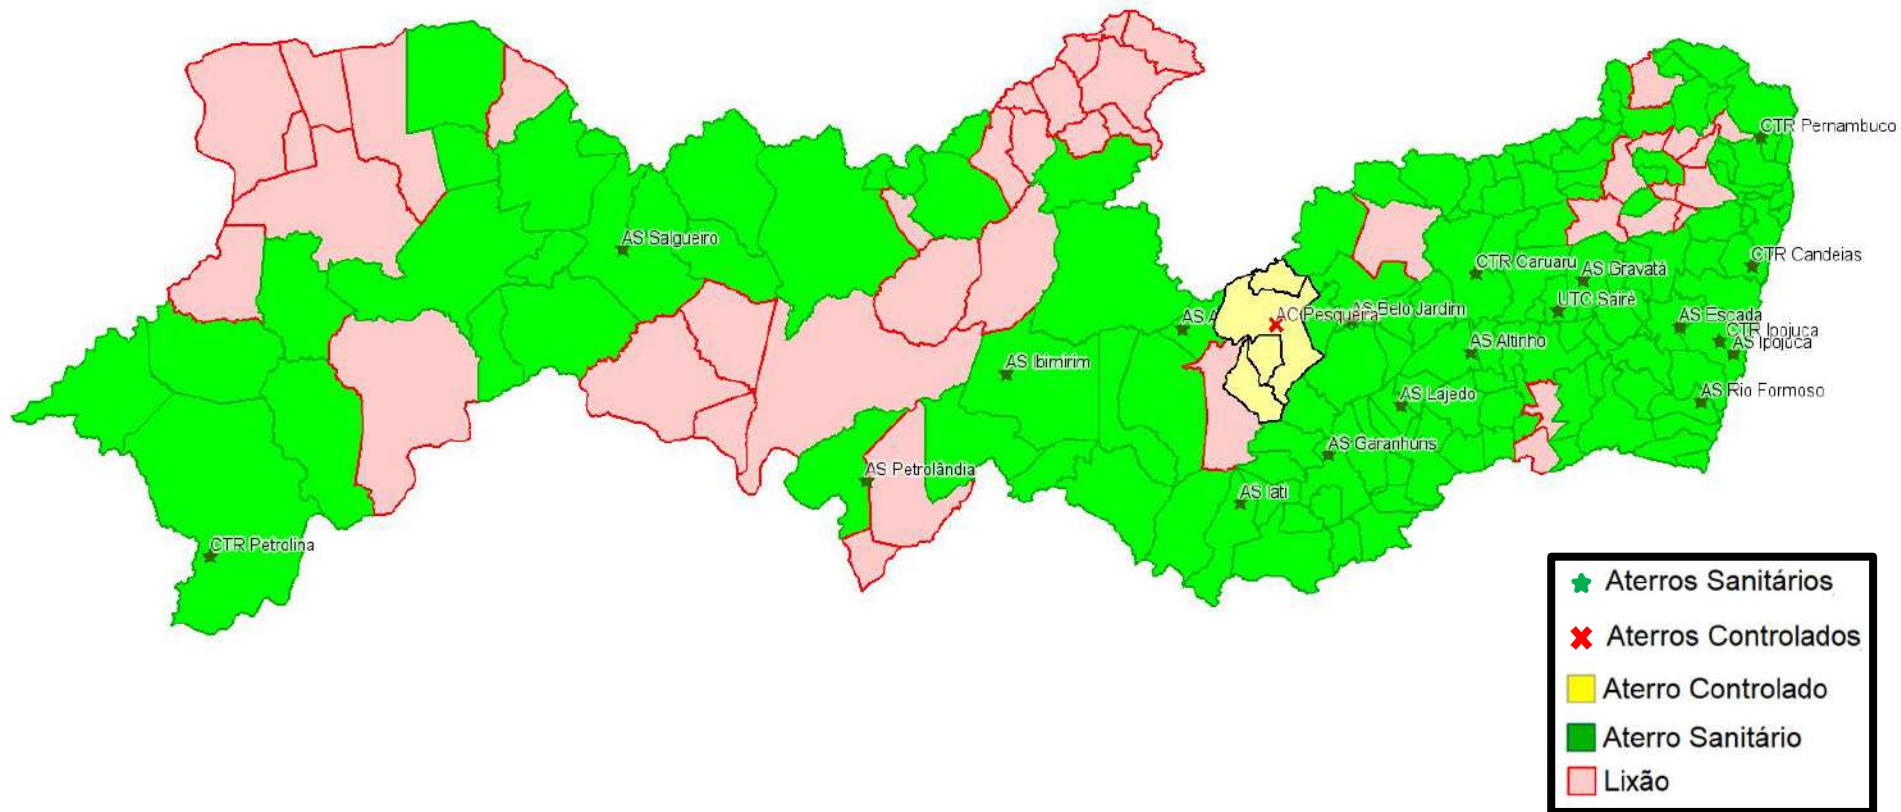 CTR Pernambuco
AS Salgueiro
CTR Candeias
CTR Caruaru
AS Gravatá
UTC Sairé
AS A
AC Pesqueira
AS Belo Jardim
AS Escada
CTR Ipojuca
AS Ipojuca
AS Altinho
AS Ibimirim
AS Lajedo
AS Rio Formoso
AS Garanhuns
AS Petrolândia
AS Iati
CTR Petrolina
Aterros Sanitários
Aterros Controlados
Aterro Controlado
Aterro Sanitário
Lixão